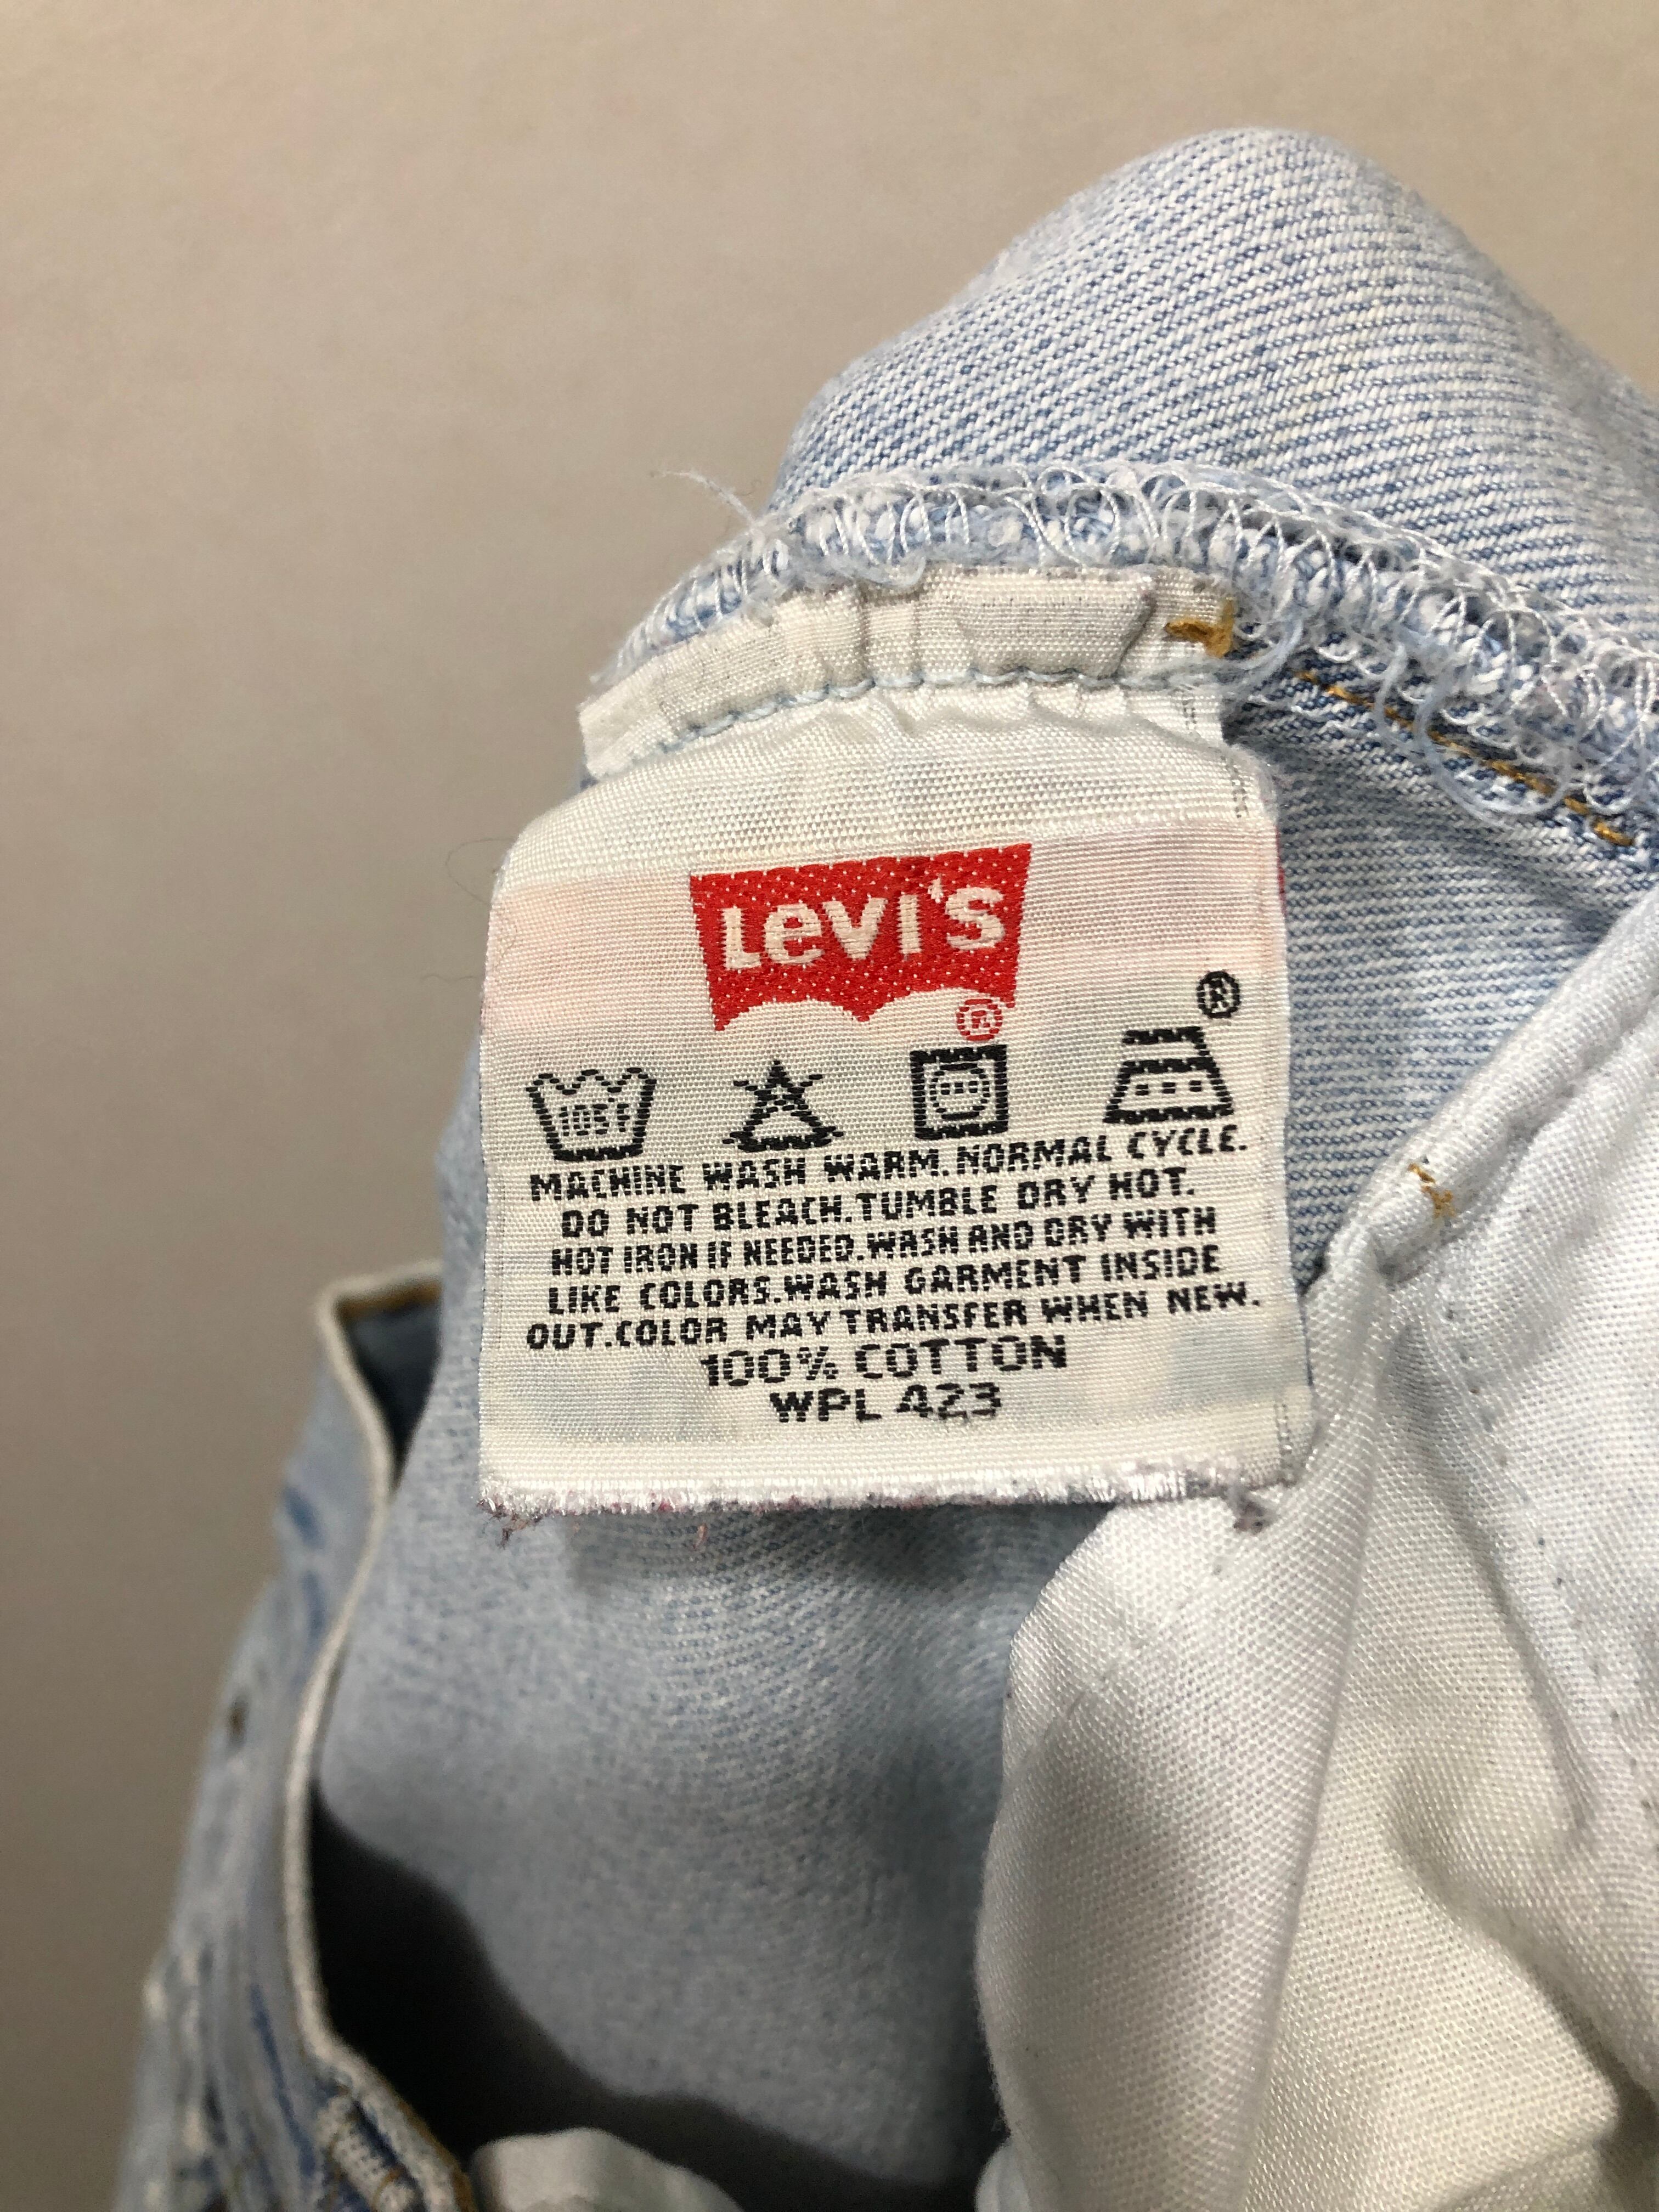 Levi's
®
®
105F
MACHINE WASH WARM. NORMAL CYCLE.
DO NOT BLEACH. TUMBLE DRY HOT.
HOT IRON IF NEEDED. WASH AND DRY WITH
LIKE COLORS. WASH GARMENT INSIDE
OUT. COLOR MAY TRANSFER WHEN NEW.
100% COTTON
WPL 423